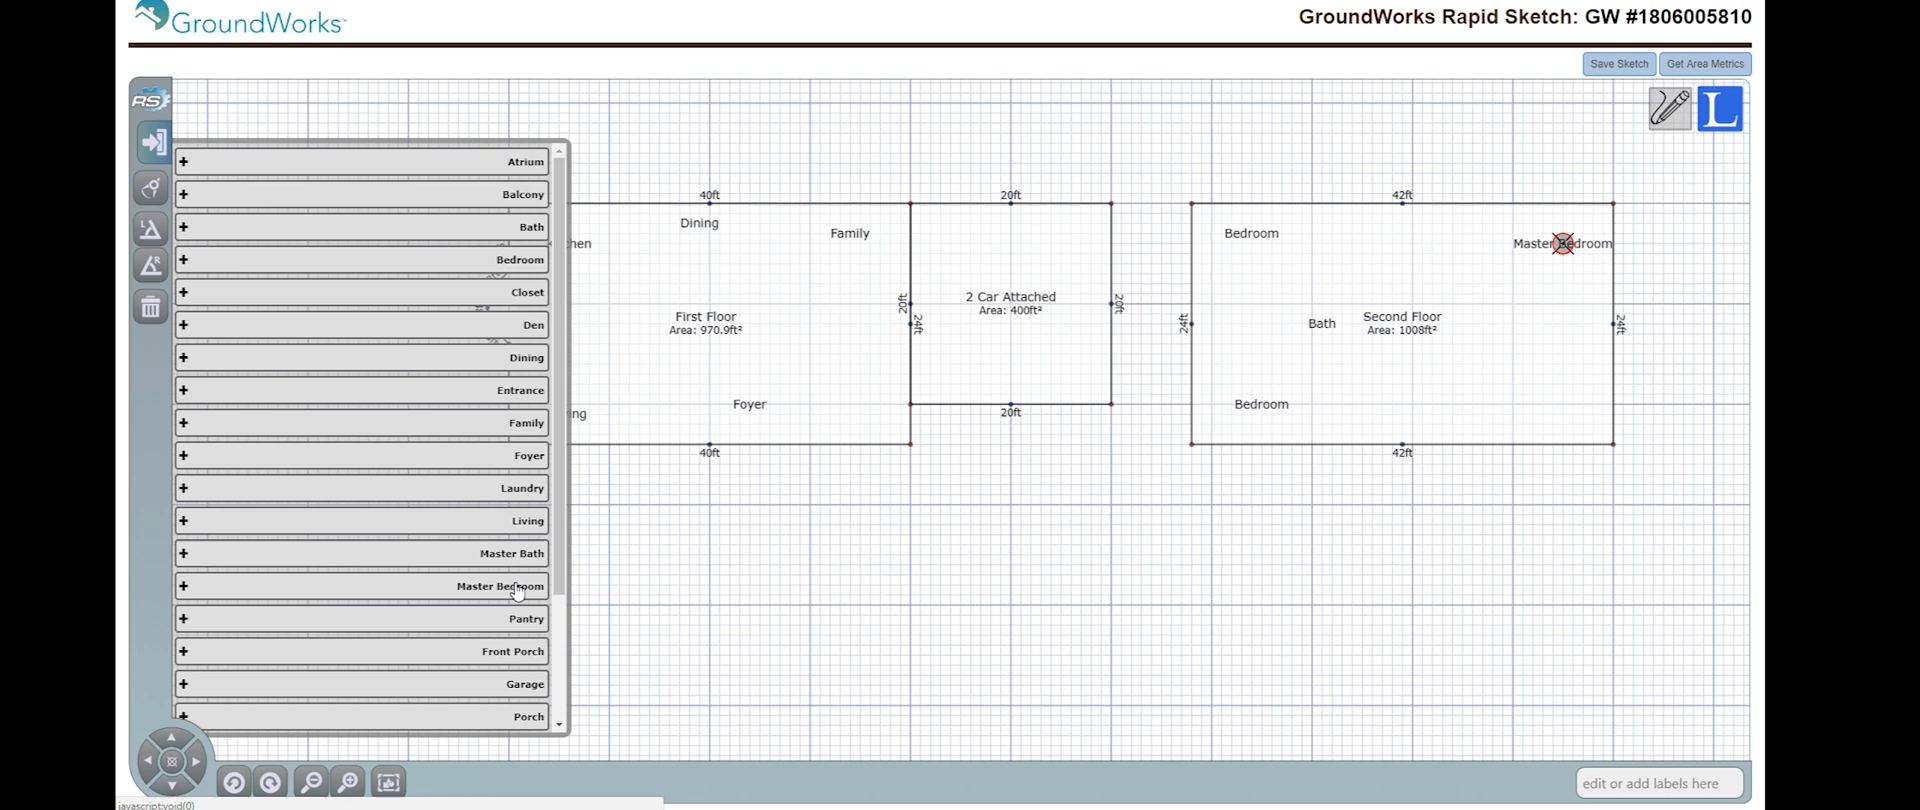 GroundWorks™
GroundWorks Rapid Sketch: GW #1806005810
Save Sketch
Get Area Metrics
RS
L
Atrium
Balcony
Bath
Bedroom
Closet
Den
Dining
Entrance
Family
Foyer
Laundry
Living
Master Bath
Master Bedroom
Pantry
Front Porch
Garage
Porch
40ft
Dining
Family
hen
First Floor
Area: 970.9ft²
20ft
24ft
Foyer
ing
40ft
20ft
2 Car Attached
Area: 400ft²
20ft
20ft
42ft
Bedroom
Master Bedroom
24ft
Bath
Second Floor
Area: 1008ft²
24ft
Bedroom
42ft
edit or add labels here
javascript:void(0)